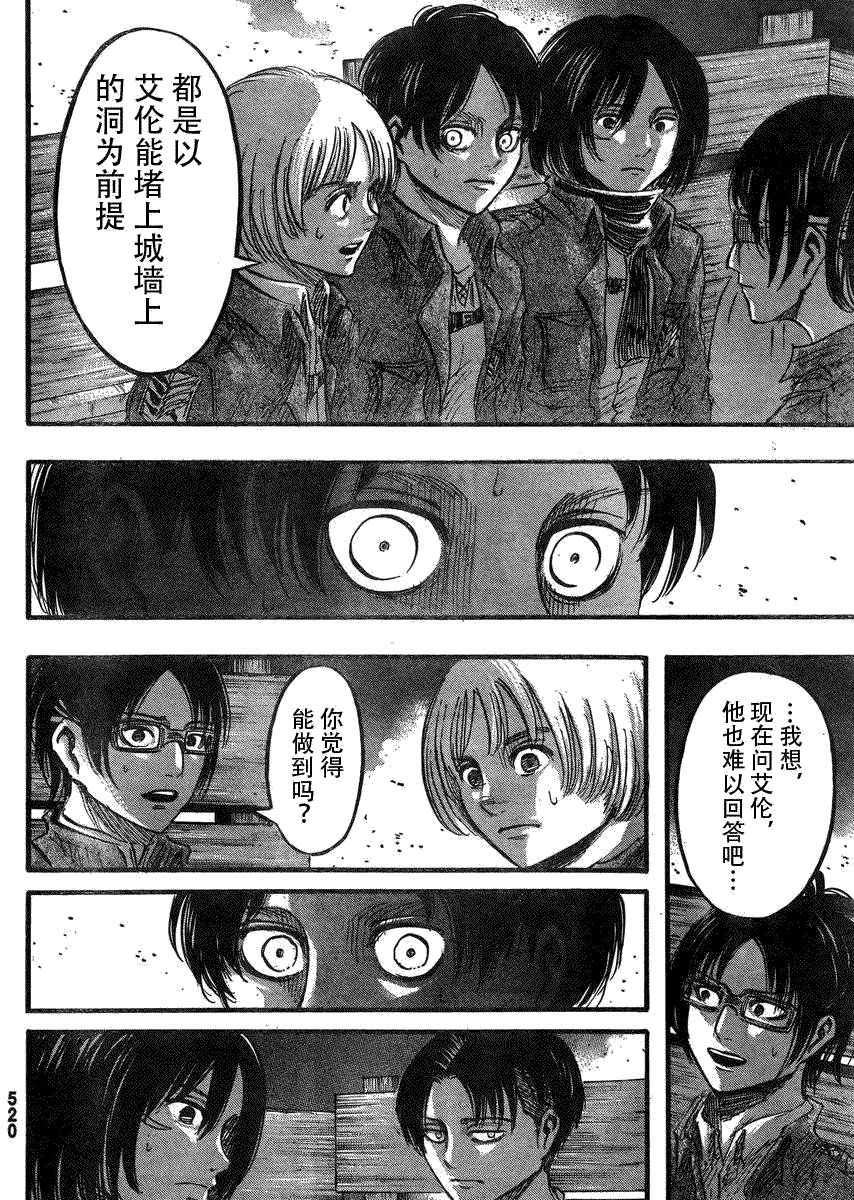 都是以
艾伦能堵上城墙上
的洞为前提
…我想,
现在问艾伦,
他也难以回答吧…
你觉得
能做到吗?
520